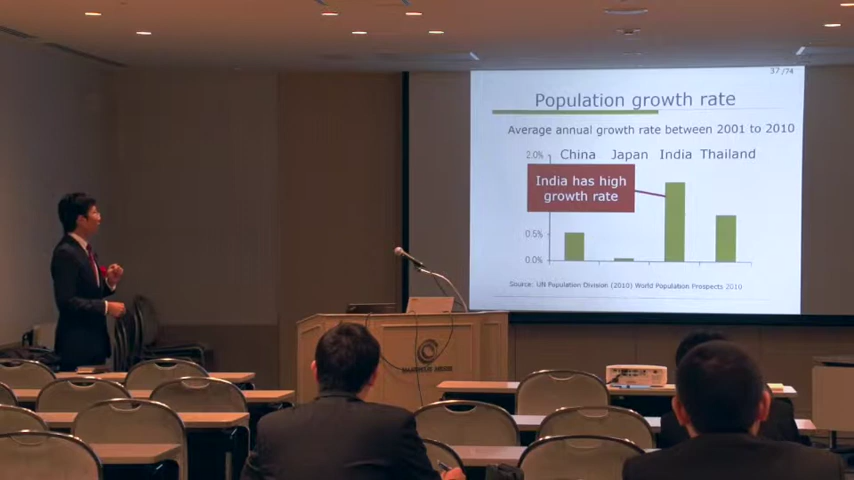 37/74
Population growth rate
Average annual growth rate between 2001 to 2010
2.0%
China Japan India Thailand
India has high
growth rate
0.5%
0.0%
Source: UN Population Division (2010) World Population Prospects 2010